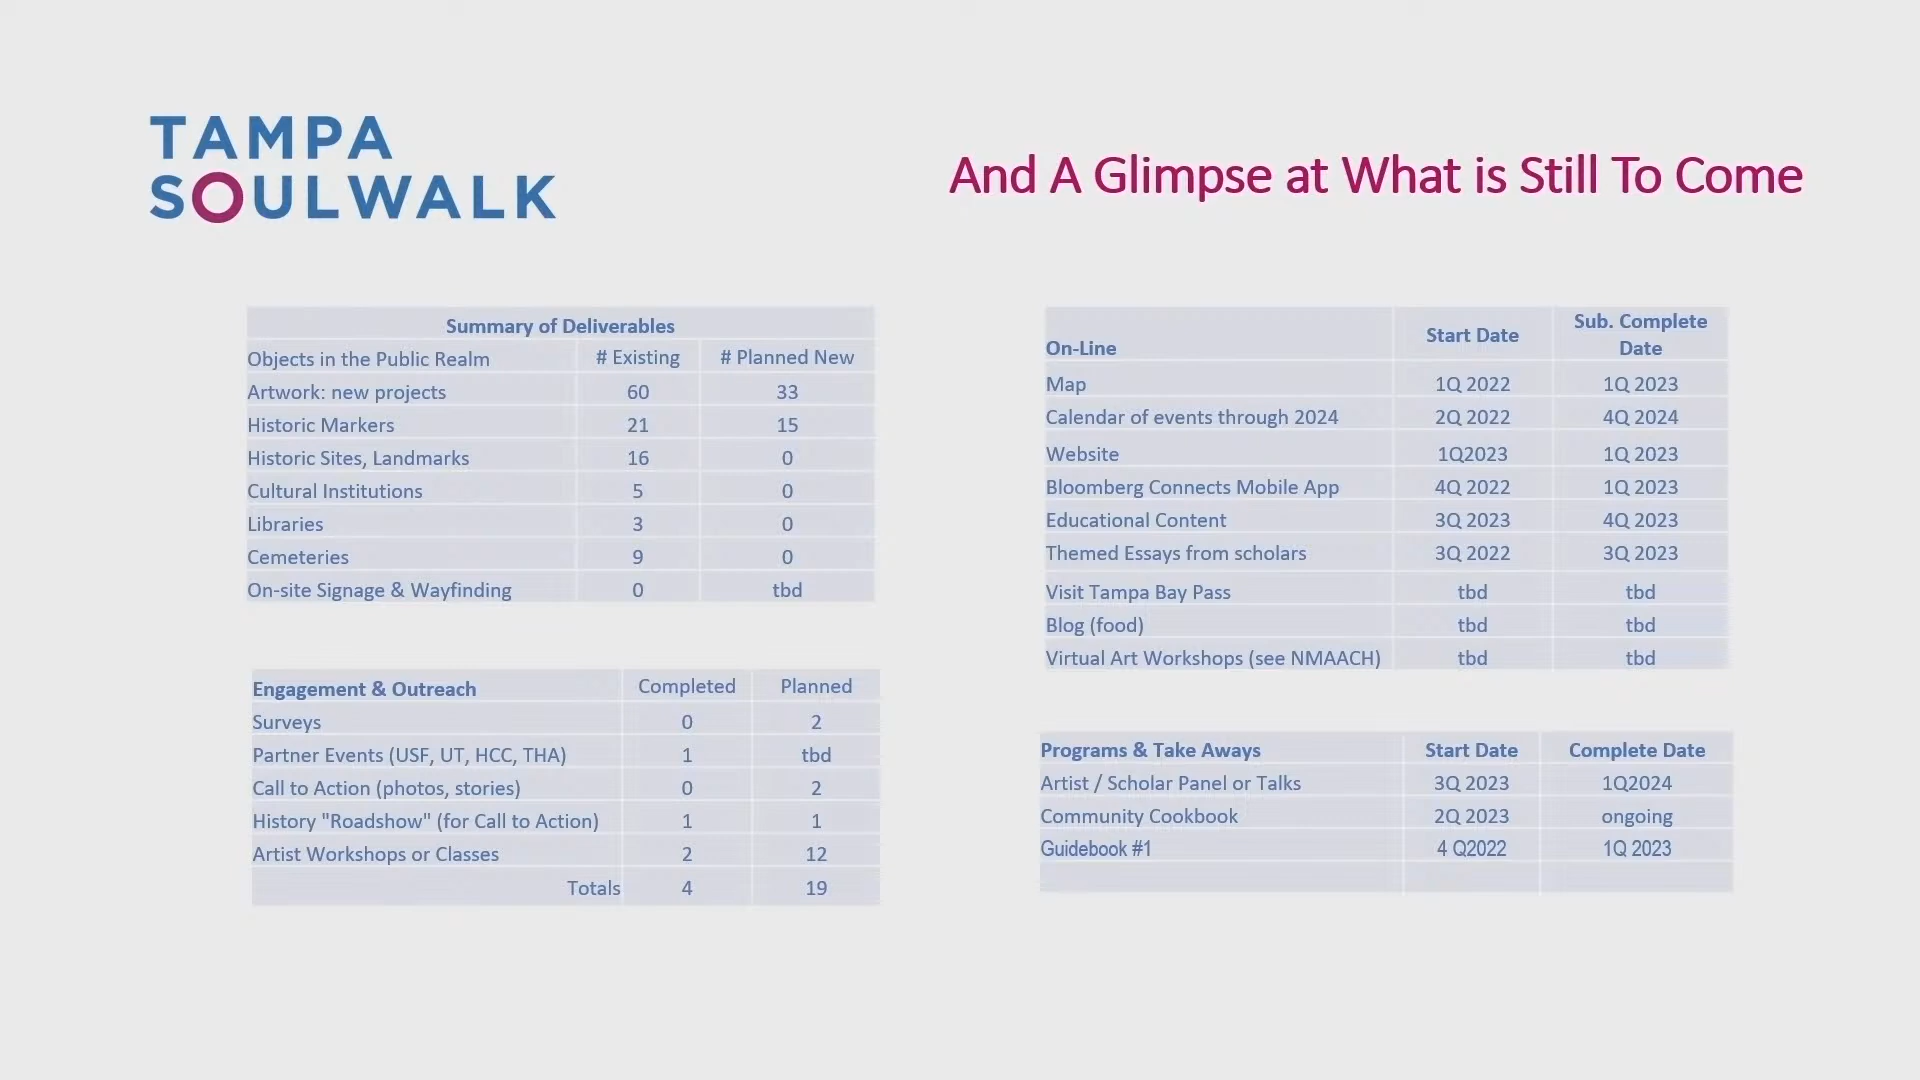 TAMPA
SOULWALK
And A Glimpse at What is Still To Come
Summary of Deliverables
Objects in the Public Realm # Existing # Planned New
Artwork: new projects 60 33
Historic Markers 21 15
Historic Sites, Landmarks 16 0
Cultural Institutions 5 0
Libraries 3 0
Cemeteries 9 0
On-site Signage & Wayfinding 0 tbd
Engagement & Outreach Completed Planned
Surveys 0 2
Partner Events (USF, UT, HCC, THA) 1 tbd
Call to Action (photos, stories) 0 2
History "Roadshow" (for Call to Action) 1 1
Artist Workshops or Classes 2 12
Totals 4 19
On-Line Start Date Sub. Complete Date
Map 1Q 2022 1Q 2023
Calendar of events through 2024 2Q 2022 4Q 2024
Website 1Q2023 1Q 2023
Bloomberg Connects Mobile App 4Q 2022 1Q 2023
Educational Content 3Q 2023 4Q 2023
Themed Essays from scholars 3Q 2022 3Q 2023
Visit Tampa Bay Pass tbd tbd
Blog (food) tbd tbd
Virtual Art Workshops (see NMAACH) tbd tbd
Programs & Take Aways Start Date Complete Date
Artist / Scholar Panel or Talks 3Q 2023 1Q2024
Community Cookbook 2Q 2023 ongoing
Guidebook #1 4 Q2022 1Q 2023